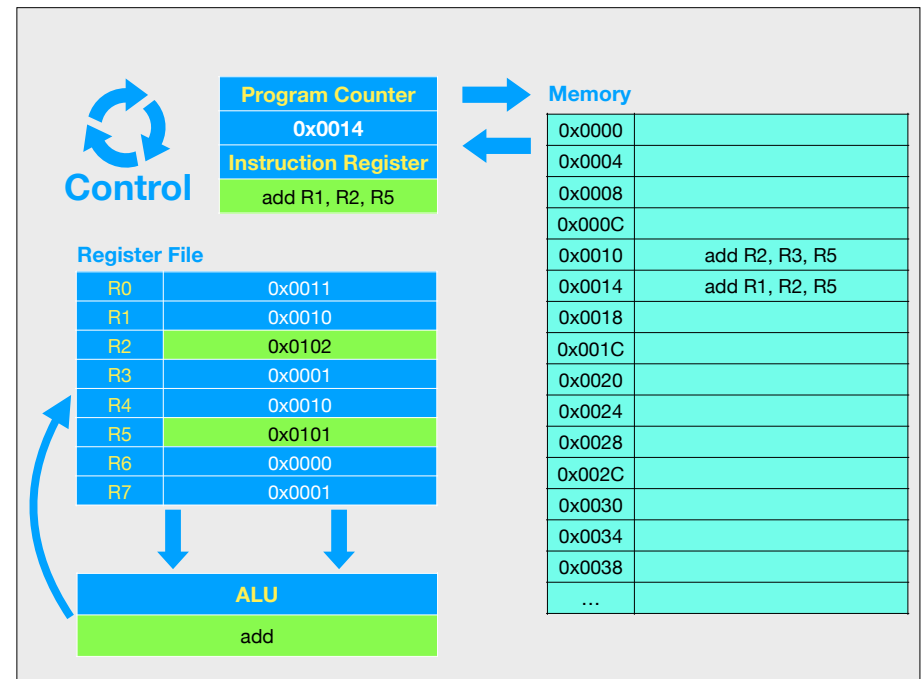 Control
Program Counter
0x0014
Instruction Register
add R1, R2, R5
Register File
R0 0x0011
R1 0x0010
R2 0x0102
R3 0x0001
R4 0x0010
R5 0x0101
R6 0x0000
R7 0x0001
ALU
add
Memory
0x0000
0x0004
0x0008
0x000C
0x0010 add R2, R3, R5
0x0014 add R1, R2, R5
0x0018
0x001C
0x0020
0x0024
0x0028
0x002C
0x0030
0x0034
0x0038
…